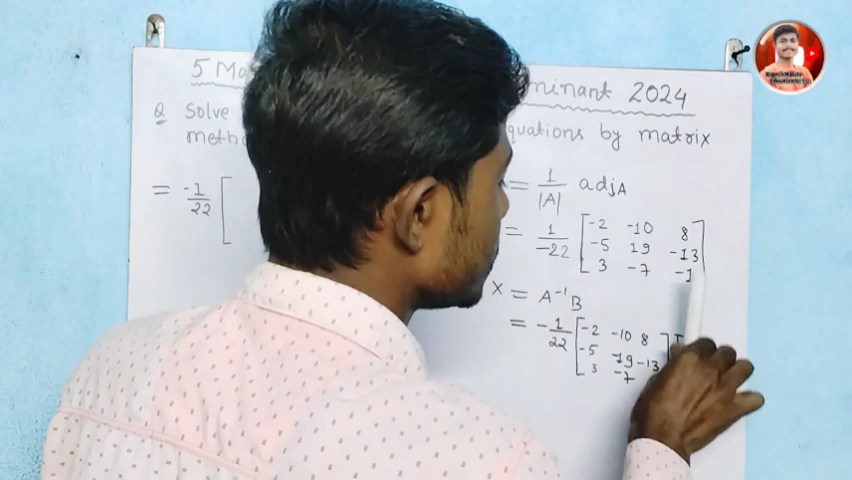 5 Ma minant 2024
Q Solve quations by matrix
metho
= -1/22 [
= 1/|A| adjA
= 1/-22 [-2 -10 8
-5 19 -13
3 -7 -1]
X = A⁻¹B
= -1/22 [-2 -10 8
-5 19 -13
3 -7